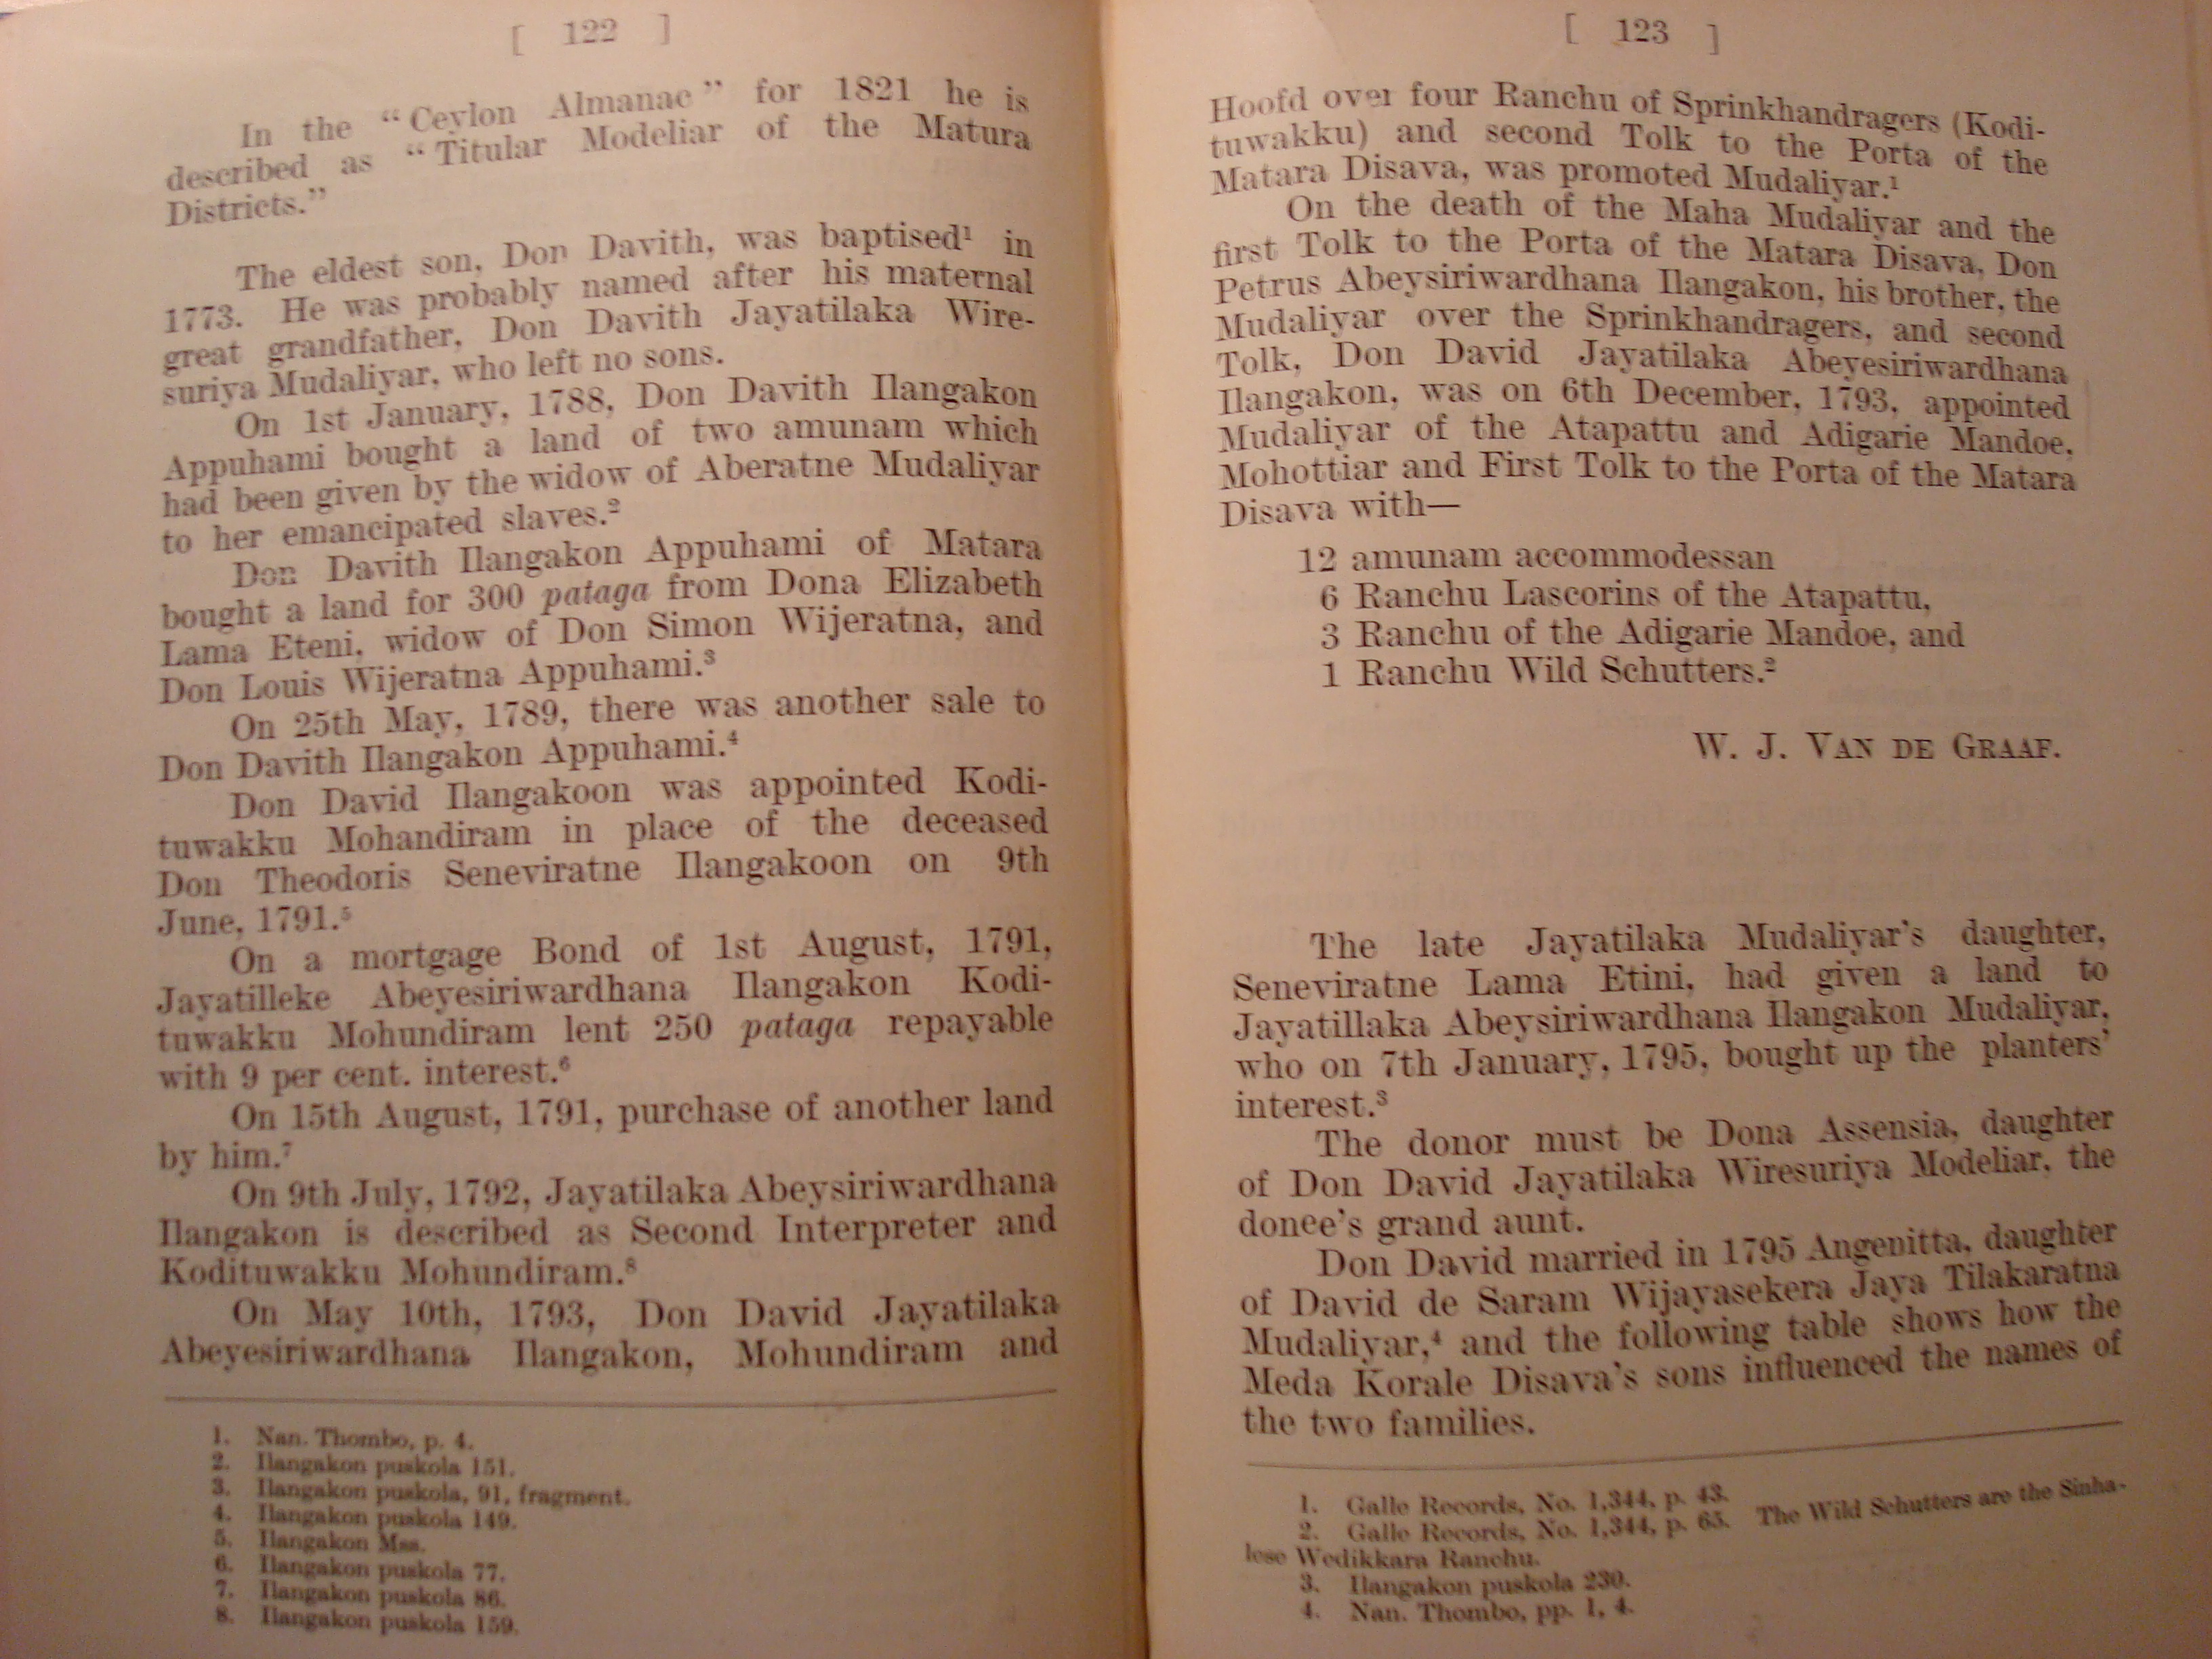 [ 122 ]
In the “Ceylon Almanac” for 1821 he is
described as “Titular Modeliar of the Matura
Districts.”
The eldest son, Don Davith, was baptised¹ in
1773. He was probably named after his maternal
great grandfather, Don Davith Jayatilaka Wire-
suriya Mudaliyar, who left no sons.
On 1st January, 1788, Don Davith Ilangakon
Appuhami bought a land of two amunam which
had been given by the widow of Aberatne Mudaliyar
to her emancipated slaves.²
Don Davith Ilangakon Appuhami of Matara
bought a land for 300 pataga from Dona Elizabeth
Lama Eteni, widow of Don Simon Wijeratna, and
Don Louis Wijeratna Appuhami.³
On 25th May, 1789, there was another sale to
Don Davith Ilangakon Appuhami.⁴
Don David Ilangakoon was appointed Kodi-
tuwakku Mohandiram in place of the deceased
Don Theodoris Seneviratne Ilangakoon on 9th
June, 1791.⁵
On a mortgage Bond of 1st August, 1791,
Jayatilleke Abeyesiriwardhana Ilangakon Kodi-
tuwakku Mohundiram lent 250 pataga repayable
with 9 per cent. interest.⁶
On 15th August, 1791, purchase of another land
by him.⁷
On 9th July, 1792, Jayatilaka Abeysiriwardhana
Ilangakon is described as Second Interpreter and
Kodituwakku Mohundiram.⁸
On May 10th, 1793, Don David Jayatilaka
Abeyesiriwardhana Ilangakon, Mohundiram and
1. Nan. Thombo, p. 4.
2. Ilangakon puskola 151.
3. Ilangakon puskola, 91, fragment.
4. Ilangakon puskola 149.
5. Ilangakon Mss.
6. Ilangakon puskola 77.
7. Ilangakon puskola 86.
8. Ilangakon puskola 159.
[ 123 ]
Hoofd over four Ranchu of Sprinkhandragers (Kodi-
tuwakku) and second Tolk to the Porta of the
Matara Disava, was promoted Mudaliyar.¹
On the death of the Maha Mudaliyar and the
first Tolk to the Porta of the Matara Disava, Don
Petrus Abeysiriwardhana Ilangakon, his brother, the
Mudaliyar over the Sprinkhandragers, and second
Tolk, Don David Jayatilaka Abeyesiriwardhana
Ilangakon, was on 6th December, 1793, appointed
Mudaliyar of the Atapattu and Adigarie Mandoe,
Mohottiar and First Tolk to the Porta of the Matara
Disava with—
12 amunam accommodessan
6 Ranchu Lascorins of the Atapattu,
3 Ranchu of the Adigarie Mandoe, and
1 Ranchu Wild Schutters.²
W. J. VAN DE GRAAF.
The late Jayatilaka Mudaliyar’s daughter,
Seneviratne Lama Etini, had given a land to
Jayatillaka Abeysiriwardhana Ilangakon Mudaliyar,
who on 7th January, 1795, bought up the planters’
interest.³
The donor must be Dona Assensia, daughter
of Don David Jayatilaka Wiresuriya Modeliar, the
donee’s grand aunt.
Don David married in 1795 Angenitta, daughter
of David de Saram Wijayasekera Jaya Tilakaratna
Mudaliyar,⁴ and the following table shows how the
Meda Korale Disava’s sons influenced the names of
the two families.
1. Galle Records, No. 1,344, p. 43.
2. Galle Records, No. 1,344, p. 65. The Wild Schutters are the Sinha-
lese Wedikkara Ranchu.
3. Ilangakon puskola 230.
4. Nan. Thombo, pp. 1, 4.